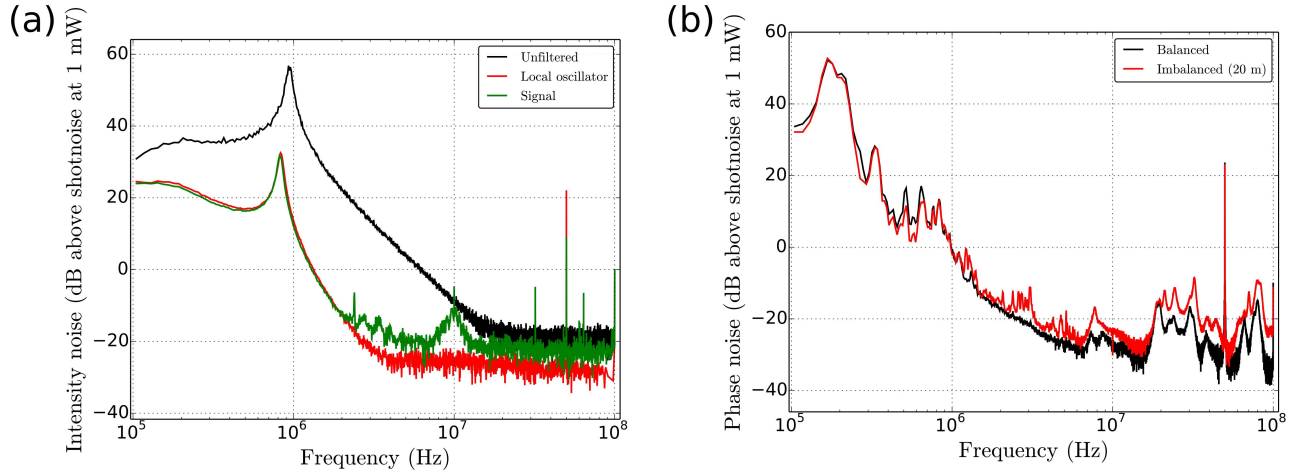 (a)
Intensity noise (dB above shotnoise at 1 mW)
60
40
20
0
−20
−40
10^5
10^6
10^7
10^8
Frequency (Hz)
Unfiltered
Local oscillator
Signal
(b)
Phase noise (dB above shotnoise at 1 mW)
60
40
20
0
−20
−40
10^5
10^6
10^7
10^8
Frequency (Hz)
Balanced
Imbalanced (20 m)